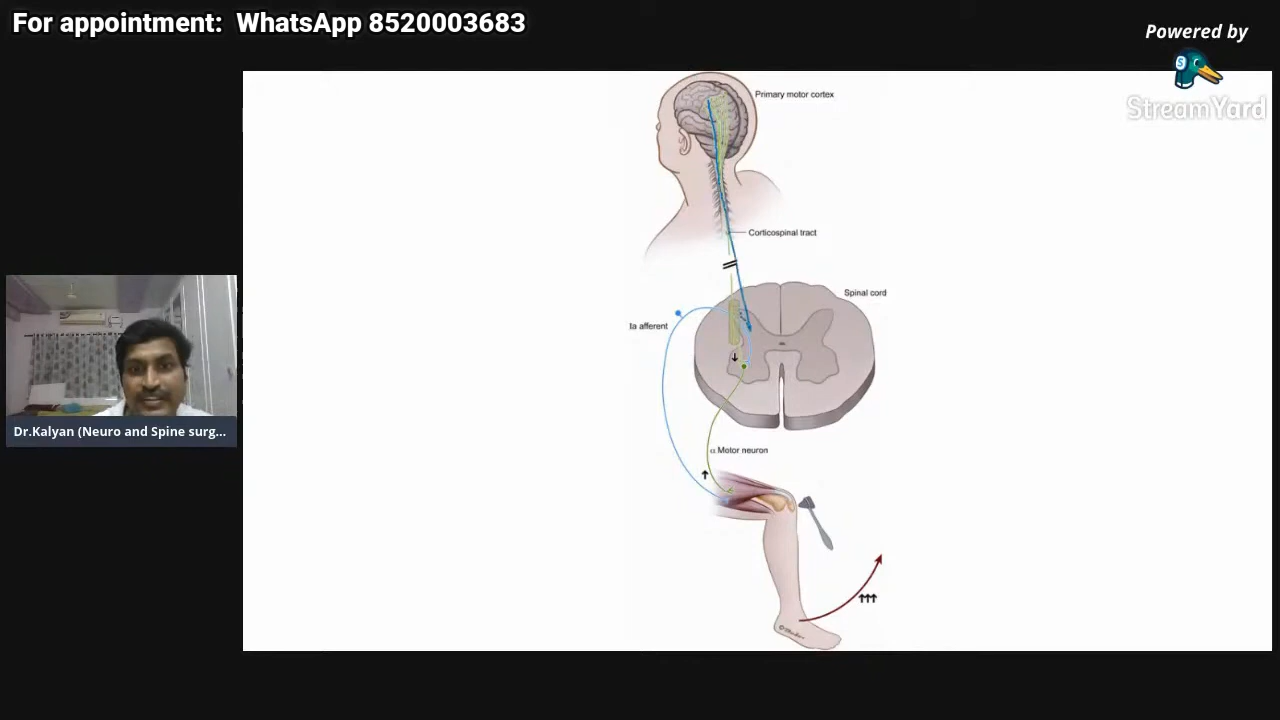 For appointment:  WhatsApp 8520003683
Powered by
S
StreamYard
Primary motor cortex
Corticospinal tract
Spinal cord
Ia afferent
α Motor neuron
Dr.Kalyan (Neuro and Spine surg...